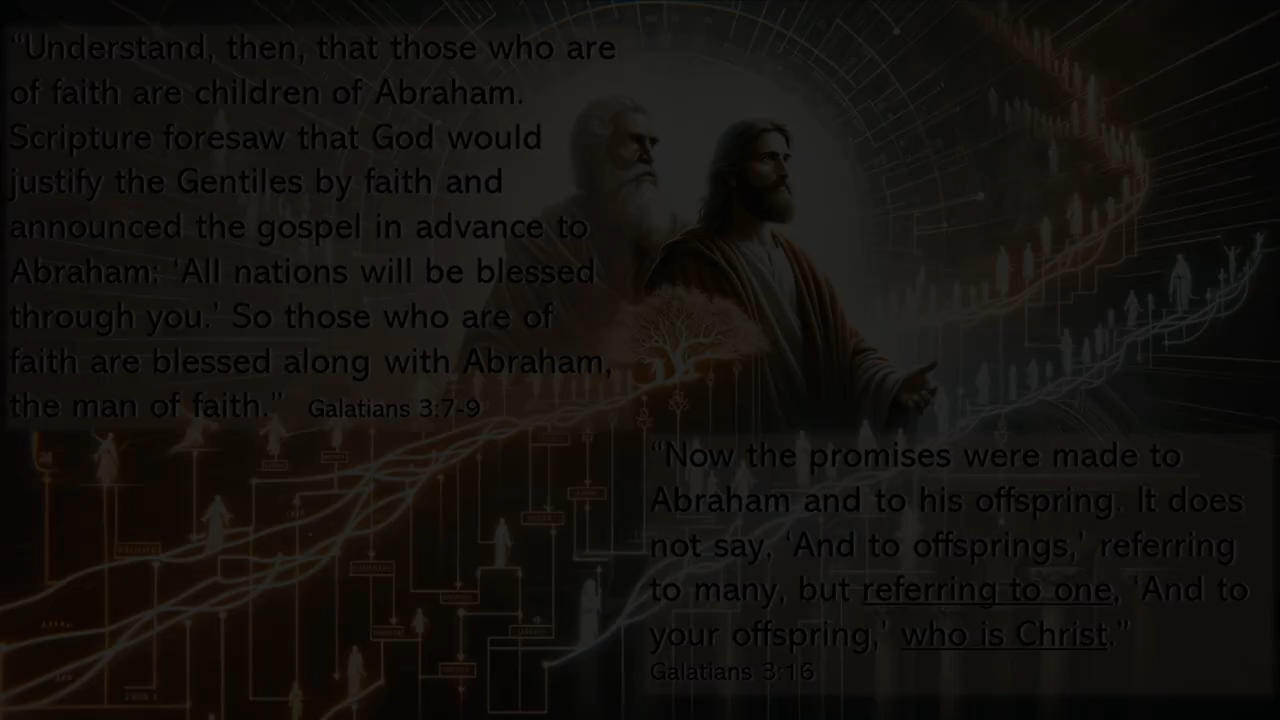 “Understand, then, that those who are
of faith are children of Abraham.
Scripture foresaw that God would
justify the Gentiles by faith and
announced the gospel in advance to
Abraham: ‘All nations will be blessed
through you.’ So those who are of
faith are blessed along with Abraham,
the man of faith.” Galatians 3:7-9
“Now the promises were made to
Abraham and to his offspring. It does
not say, ‘And to offsprings,’ referring
to many, but referring to one, ‘And to
your offspring,’ who is Christ.”
Galatians 3:16